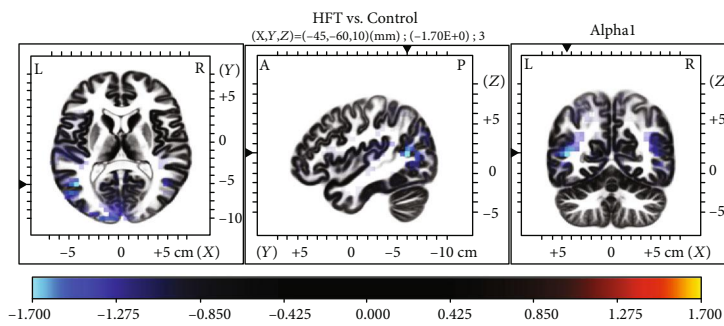 HFT vs. Control
(X,Y,Z)=(−45,−60,10)(mm) ; (−1.70E+0) ; 3
Alpha1
L R (Y)
+5
0
−5
−10
−5 0 +5 cm (X)
A P (Z)
+5
0
−5
(Y) +5 0 −5 −10 cm
L R (Z
+5
0
−5
+5 0 +5 cm (X)
−1.700 −1.275 −0.850 −0.425 0.000 0.425 0.850 1.275 1.700